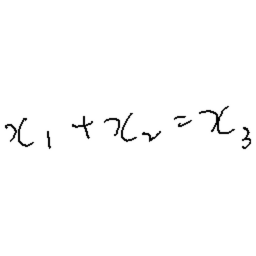 x₁ + x₂ = x₃